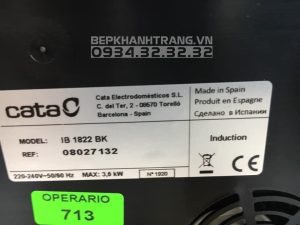 BEPKHANHTRANG.VN
0934.32.32.32
cata
Cata Electrodomésticos S.L.
C. del Ter, 2 - 08570 Torelló
Barcelona - Spain
Made in Spain
Produit en Espagne
Сделано в Испании
MODEL: IB 1822 BK
REF: 08027132
Induction
CE
220-240V~50/60 Hz MAX: 3,6 kW Nº 1920
OPERARIO
713